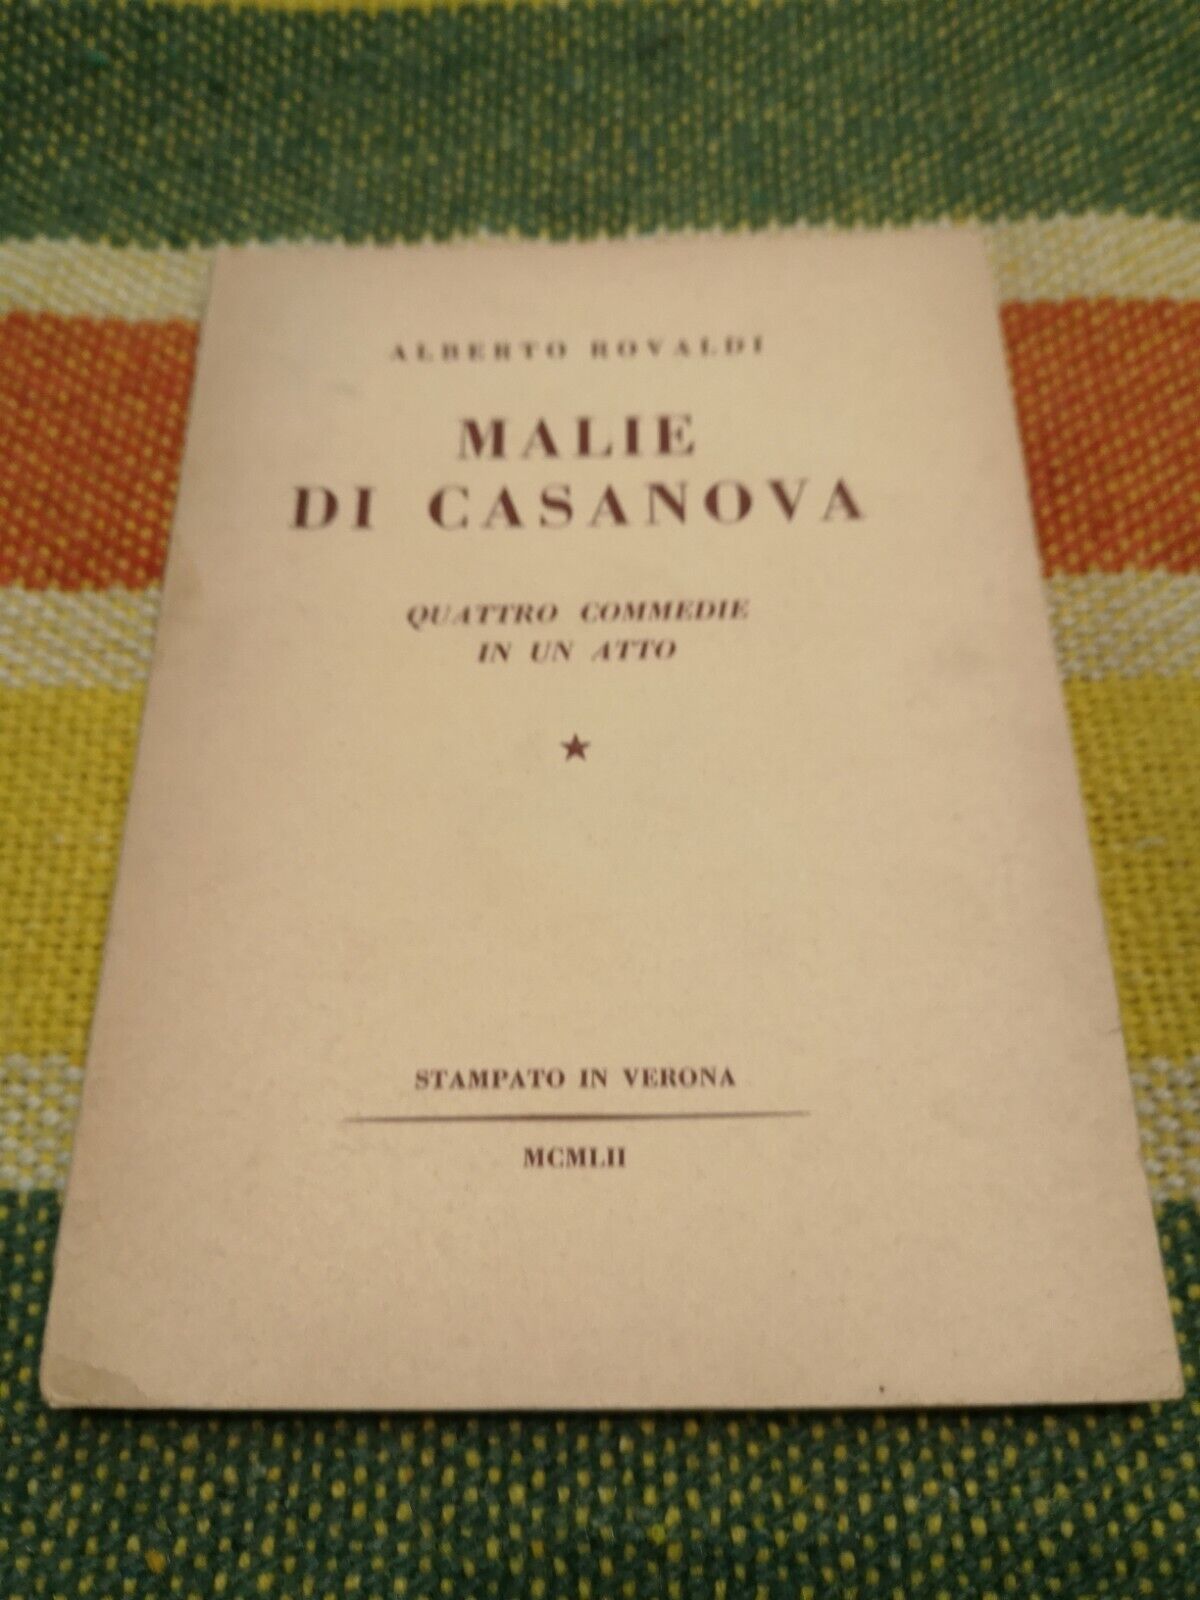 ALBERTO ROVALDI
MALIE
DI CASANOVA
QUATTRO COMMEDIE
IN UN ATTO
STAMPATO IN VERONA
MCMLII